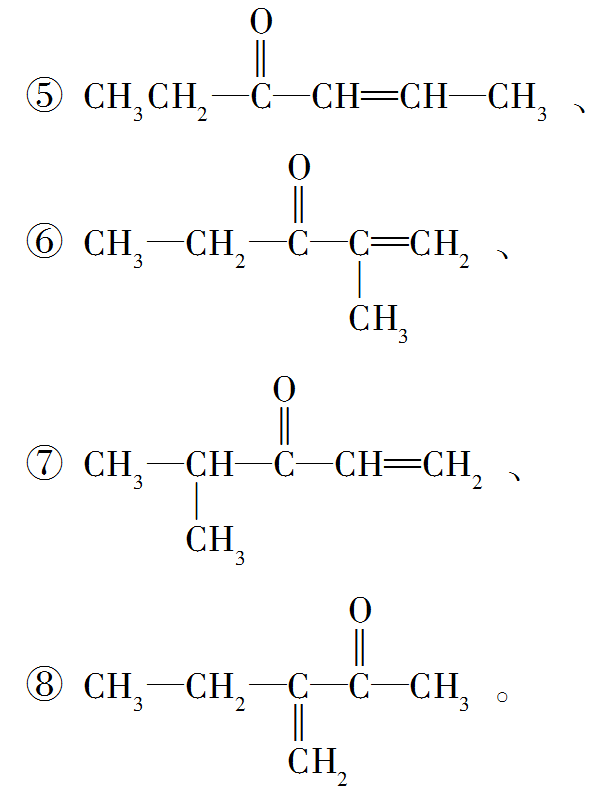 O
⑤ CH₃CH₂—C—CH=CH—CH₃、
O
⑥ CH₃—CH₂—C—C=CH₂、
CH₃
O
⑦ CH₃—CH—C—CH=CH₂、
CH₃
O
⑧ CH₃—CH₂—C—C—CH₃。
CH₂